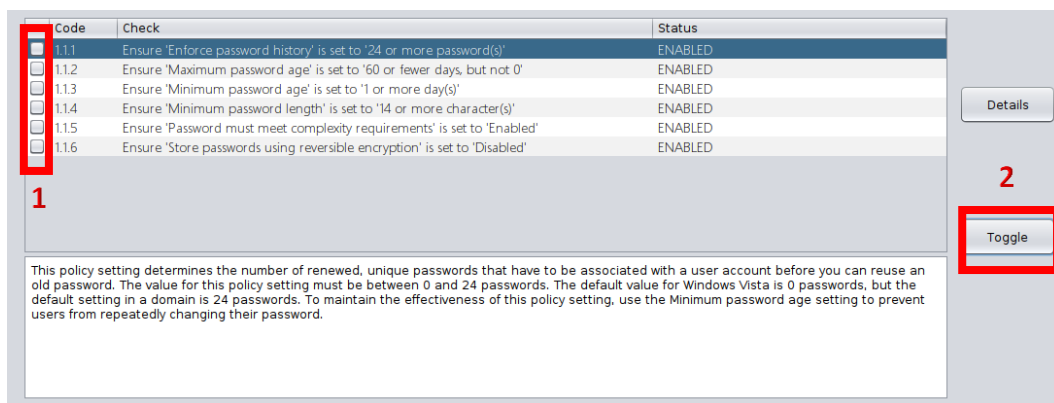 Code Check Status
1.1.1 Ensure 'Enforce password history' is set to '24 or more password(s)' ENABLED
1.1.2 Ensure 'Maximum password age' is set to '60 or fewer days, but not 0' ENABLED
1.1.3 Ensure 'Minimum password age' is set to '1 or more day(s)' ENABLED
1.1.4 Ensure 'Minimum password length' is set to '14 or more character(s)' ENABLED
1.1.5 Ensure 'Password must meet complexity requirements' is set to 'Enabled' ENABLED
1.1.6 Ensure 'Store passwords using reversible encryption' is set to 'Disabled' ENABLED
Details
1
2
Toggle
This policy setting determines the number of renewed, unique passwords that have to be associated with a user account before you can reuse an
old password. The value for this policy setting must be between 0 and 24 passwords. The default value for Windows Vista is 0 passwords, but the
default setting in a domain is 24 passwords. To maintain the effectiveness of this policy setting, use the Minimum password age setting to prevent
users from repeatedly changing their password.